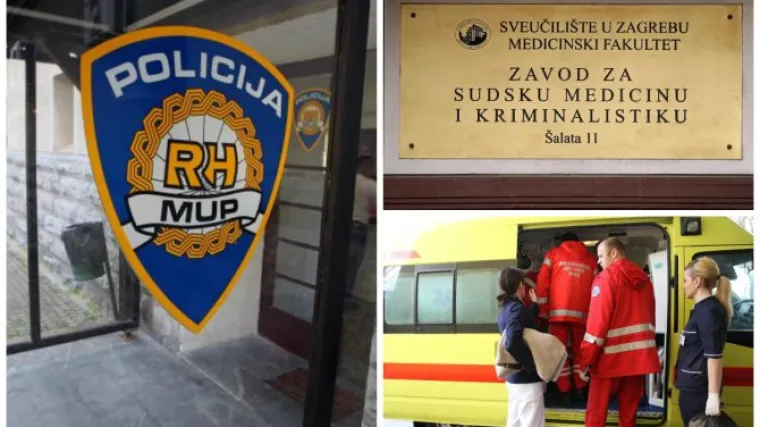 POLICIJA
RH
MUP
SVEUČILIŠTE U ZAGREBU
MEDICINSKI FAKULTET
ZAVOD ZA
SUDSKU MEDICINU
I KRIMINALISTIKU
Šalata 11